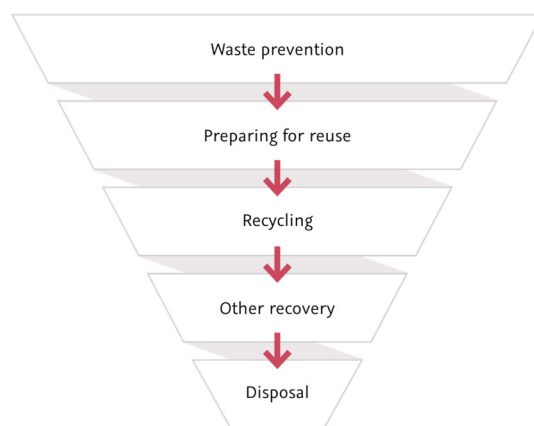 Waste prevention
Preparing for reuse
Recycling
Other recovery
Disposal